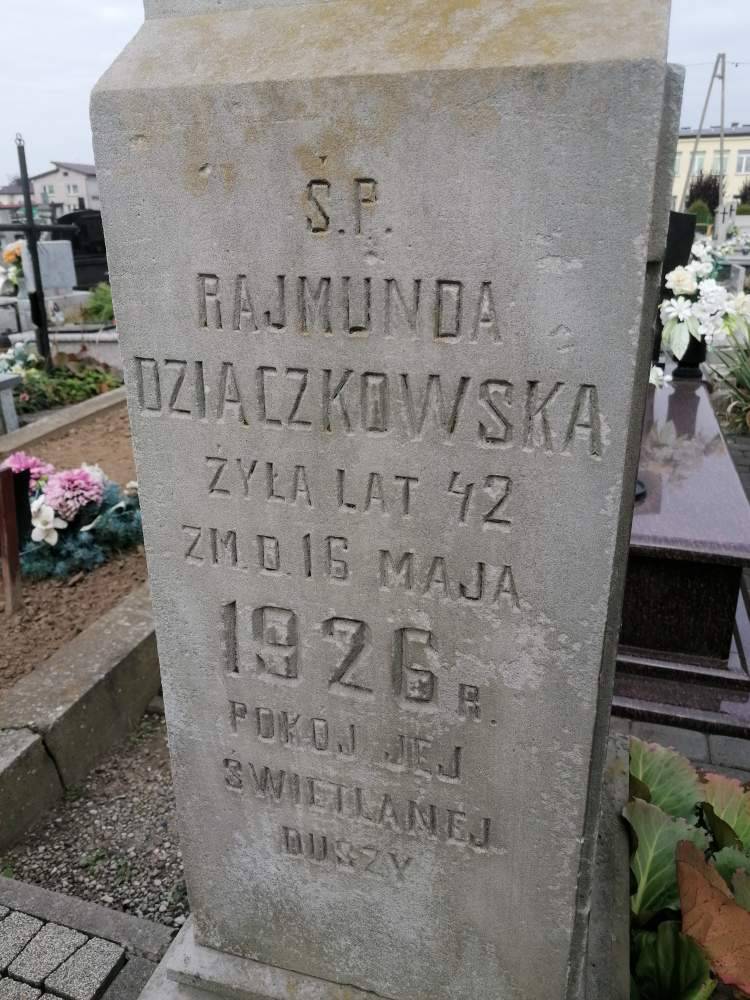 Ś.P.
RAJMUNDA
DZIACZKOWSKA
ŻYŁA LAT 42
ZM.D.16 MAJA
1926 R.
POKÓJ JEJ
ŚWIETLANEJ
DUSZY